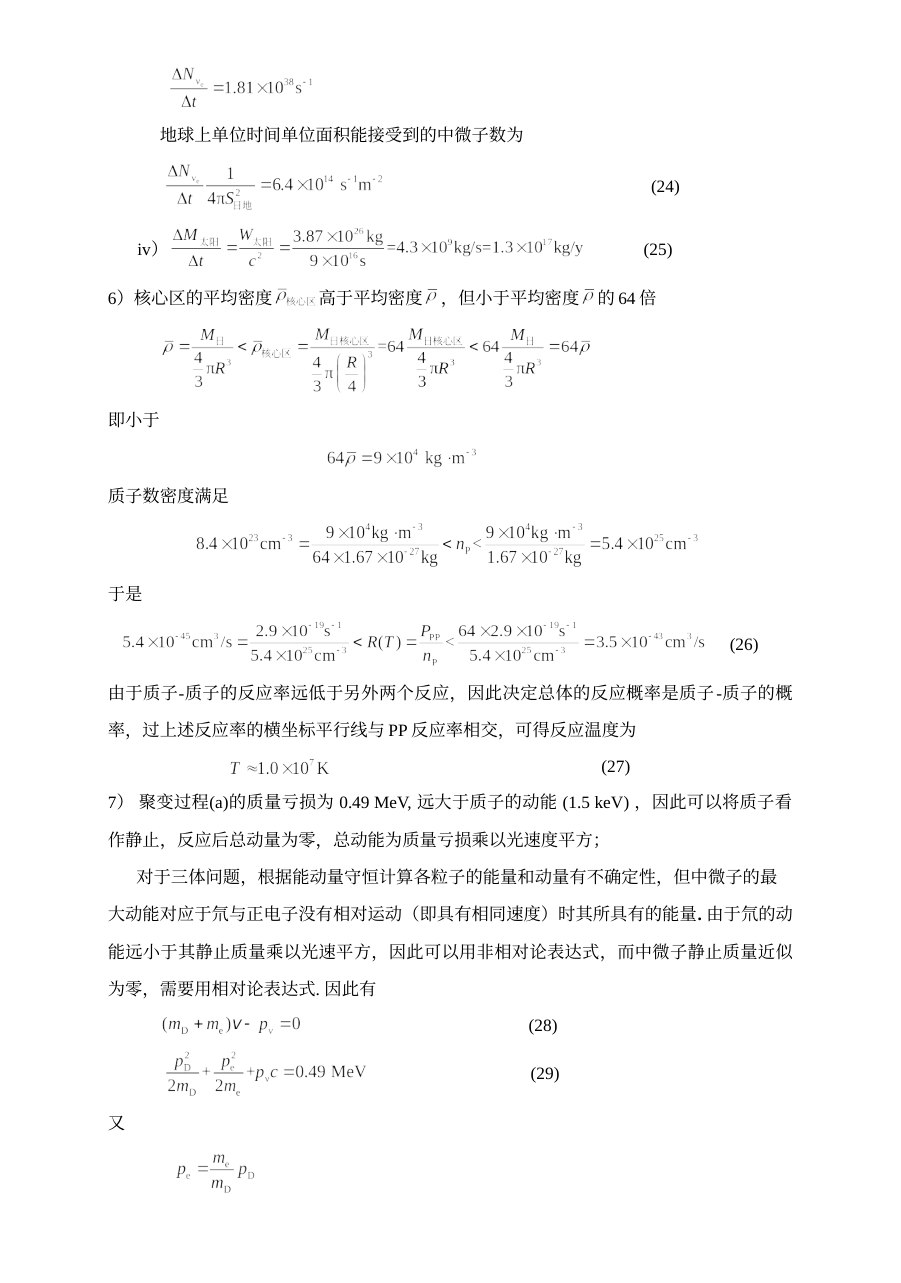 ΔN_{ν_e}/Δt=1.81×10^{38}s^{-1}
地球上单位时间单位面积能接受到的中微子数为
ΔN_{ν_e}/Δt 1/4πS_{日地}^2=6.4×10^{14} s^{-1}m^{-2} (24)
iv） ΔM_{太阳}/Δt=W_{太阳}/c^2=3.87×10^{26}kg/9×10^{16}s=4.3×10^9kg/s=1.3×10^{17}kg/y (25)
6）核心区的平均密度 ρ̅_{核心区} 高于平均密度 ρ̅ ，但小于平均密度 ρ̅ 的 64 倍
ρ̅=M_日/(4/3 πR^3)<ρ̅_{核心区}=M_{日核心区}/(4/3 π(R/4)^3)=64 M_{日核心区}/(4/3 πR^3)<64 M_日/(4/3 πR^3)=64ρ̅
即小于
64ρ̅=9×10^4 kg·m^{-3}
质子数密度满足
8.4×10^{23}cm^{-3}=9×10^4kg·m^{-3}/64×1.67×10^{-27}kg<n_P<9×10^4kg·m^{-3}/1.67×10^{-27}kg=5.4×10^{25}cm^{-3}
于是
5.4×10^{-45}cm^3/s=2.9×10^{-19}s^{-1}/5.4×10^{25}cm^{-3}<R(T)=P_{PP}/n_P<64×2.9×10^{-19}s^{-1}/5.4×10^{25}cm^{-3}=3.5×10^{-43}cm^3/s (26)
由于质子-质子的反应率远低于另外两个反应，因此决定总体的反应概率是质子-质子的概
率，过上述反应率的横坐标平行线与 PP 反应率相交，可得反应温度为
T ≈1.0×10^7K (27)
7） 聚变过程(a)的质量亏损为 0.49 MeV, 远大于质子的动能 (1.5 keV) ，因此可以将质子看
作静止，反应后总动量为零，总动能为质量亏损乘以光速度平方；
对于三体问题，根据能动量守恒计算各粒子的能量和动量有不确定性，但中微子的最
大动能对应于氘与正电子没有相对运动（即具有相同速度）时其所具有的能量. 由于氘的动
能远小于其静止质量乘以光速平方，因此可以用非相对论表达式，而中微子静止质量近似
为零，需要用相对论表达式. 因此有
(m_D+m_e)v-p_ν=0 (28)
p_D^2/2m_D+p_e^2/2m_e+p_νc=0.49 MeV (29)
又
p_e=m_e/m_D p_D